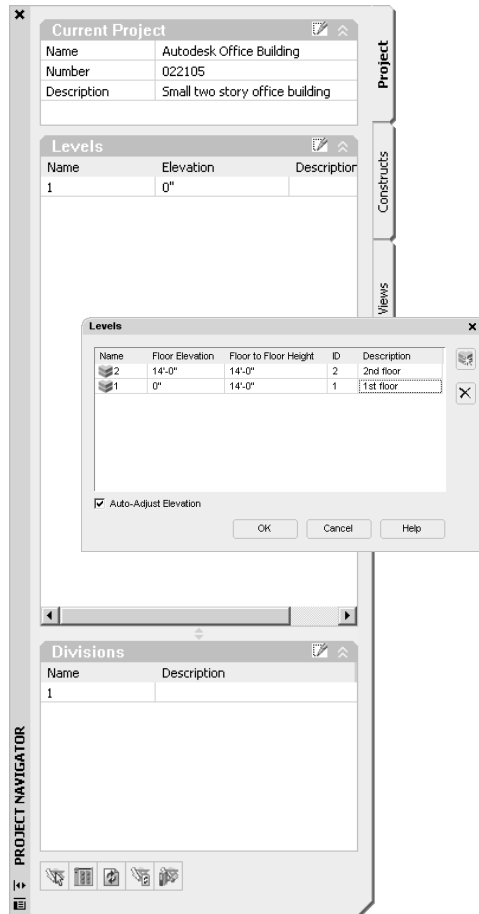 Current Project
Name Autodesk Office Building
Number 022105
Description Small two story office building
Project
Levels
Name Elevation Description
1 0"
Constructs
Views
Levels
Name Floor Elevation Floor to Floor Height ID Description
2 14'-0" 14'-0" 2 2nd floor
1 0" 14'-0" 1 1st floor
Auto-Adjust Elevation
OK Cancel Help
Divisions
Name Description
1
PROJECT NAVIGATOR